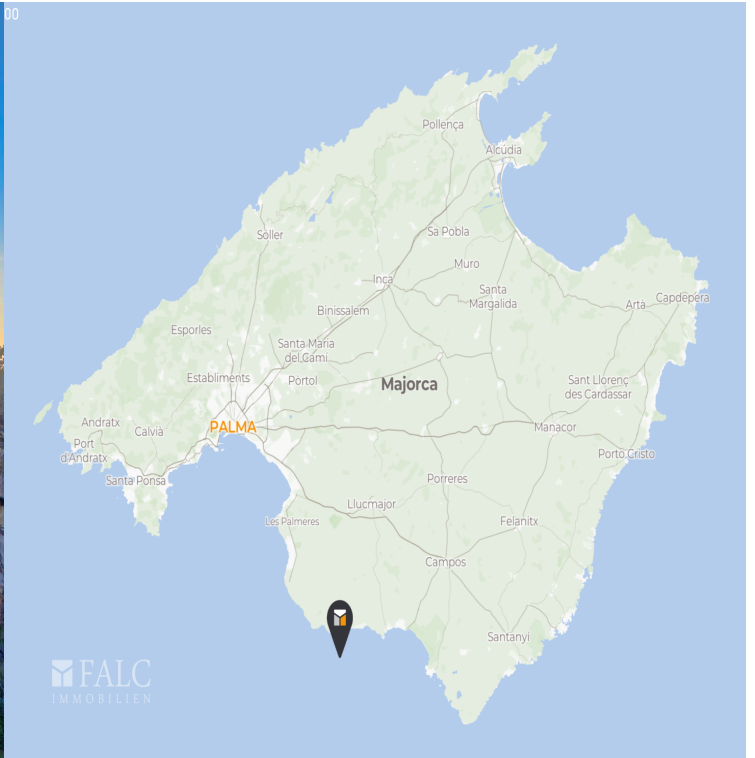 00
Pollença
Alcúdia
Sóller
Sa Pobla
Muro
Inca
Santa
Margalida
Artà
Capdepera
Binissalem
Esporles
Santa Maria
del Camí
Establiments
Portol
Majorca
Sant Llorenç
des Cardassar
Andratx
Calvià
PALMA
Manacor
Port
d'Andratx
Porto Cristo
Santa Ponsa
Porreres
Llucmajor
Les Palmeres
Felanitx
Campos
Santanyí
FALC
IMMOBILIEN